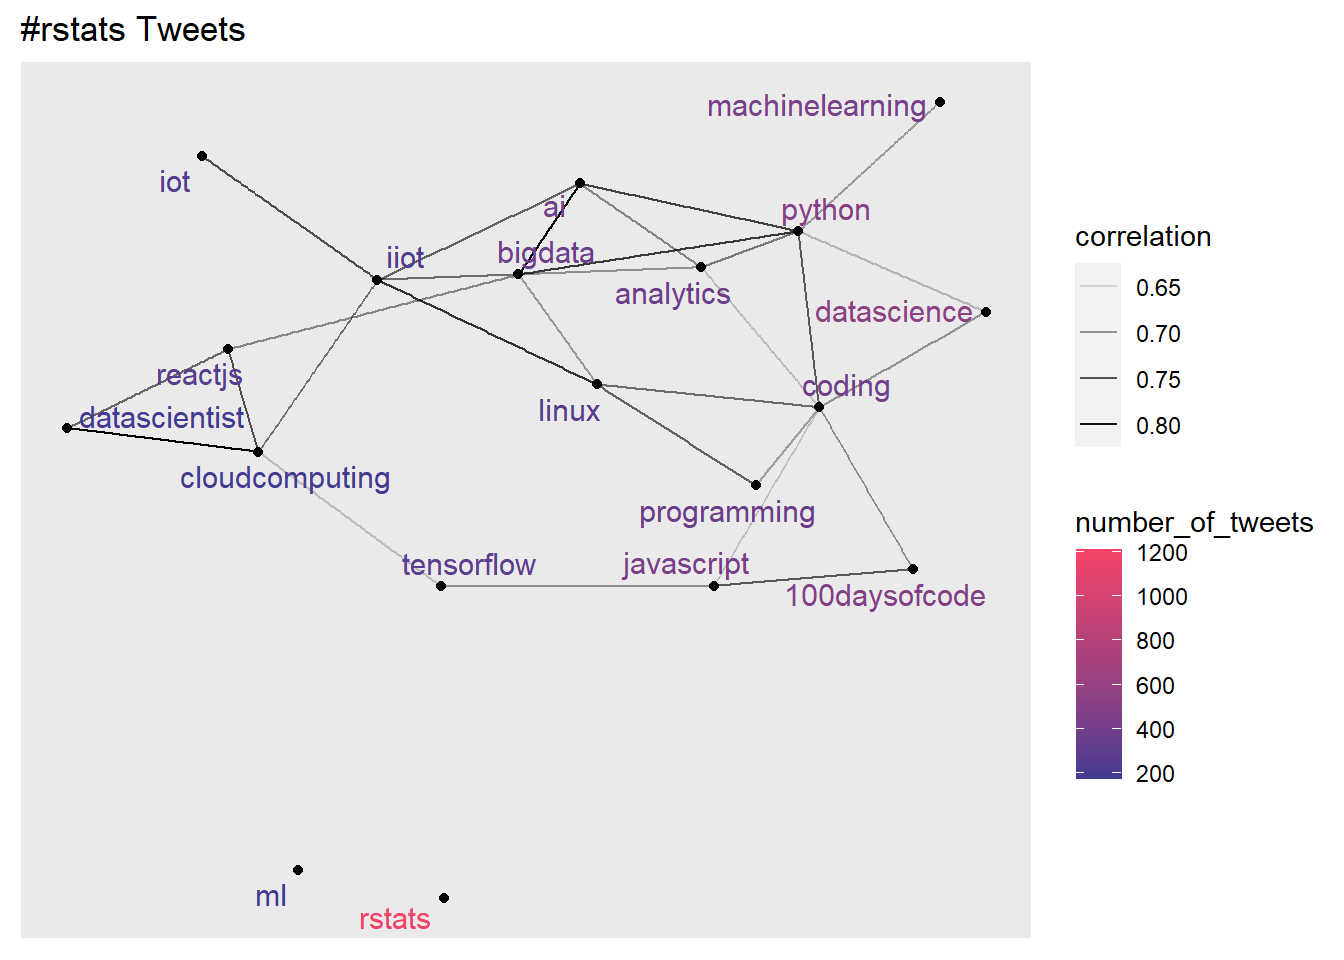 #rstats Tweets
machinelearning
iot
ai
python
iiot
bigdata
analytics
datascience
reactjs
coding
datascientist
linux
cloudcomputing
programming
tensorflow
javascript
100daysofcode
ml
rstats
correlation
0.65
0.70
0.75
0.80
number_of_tweets
1200
1000
800
600
400
200